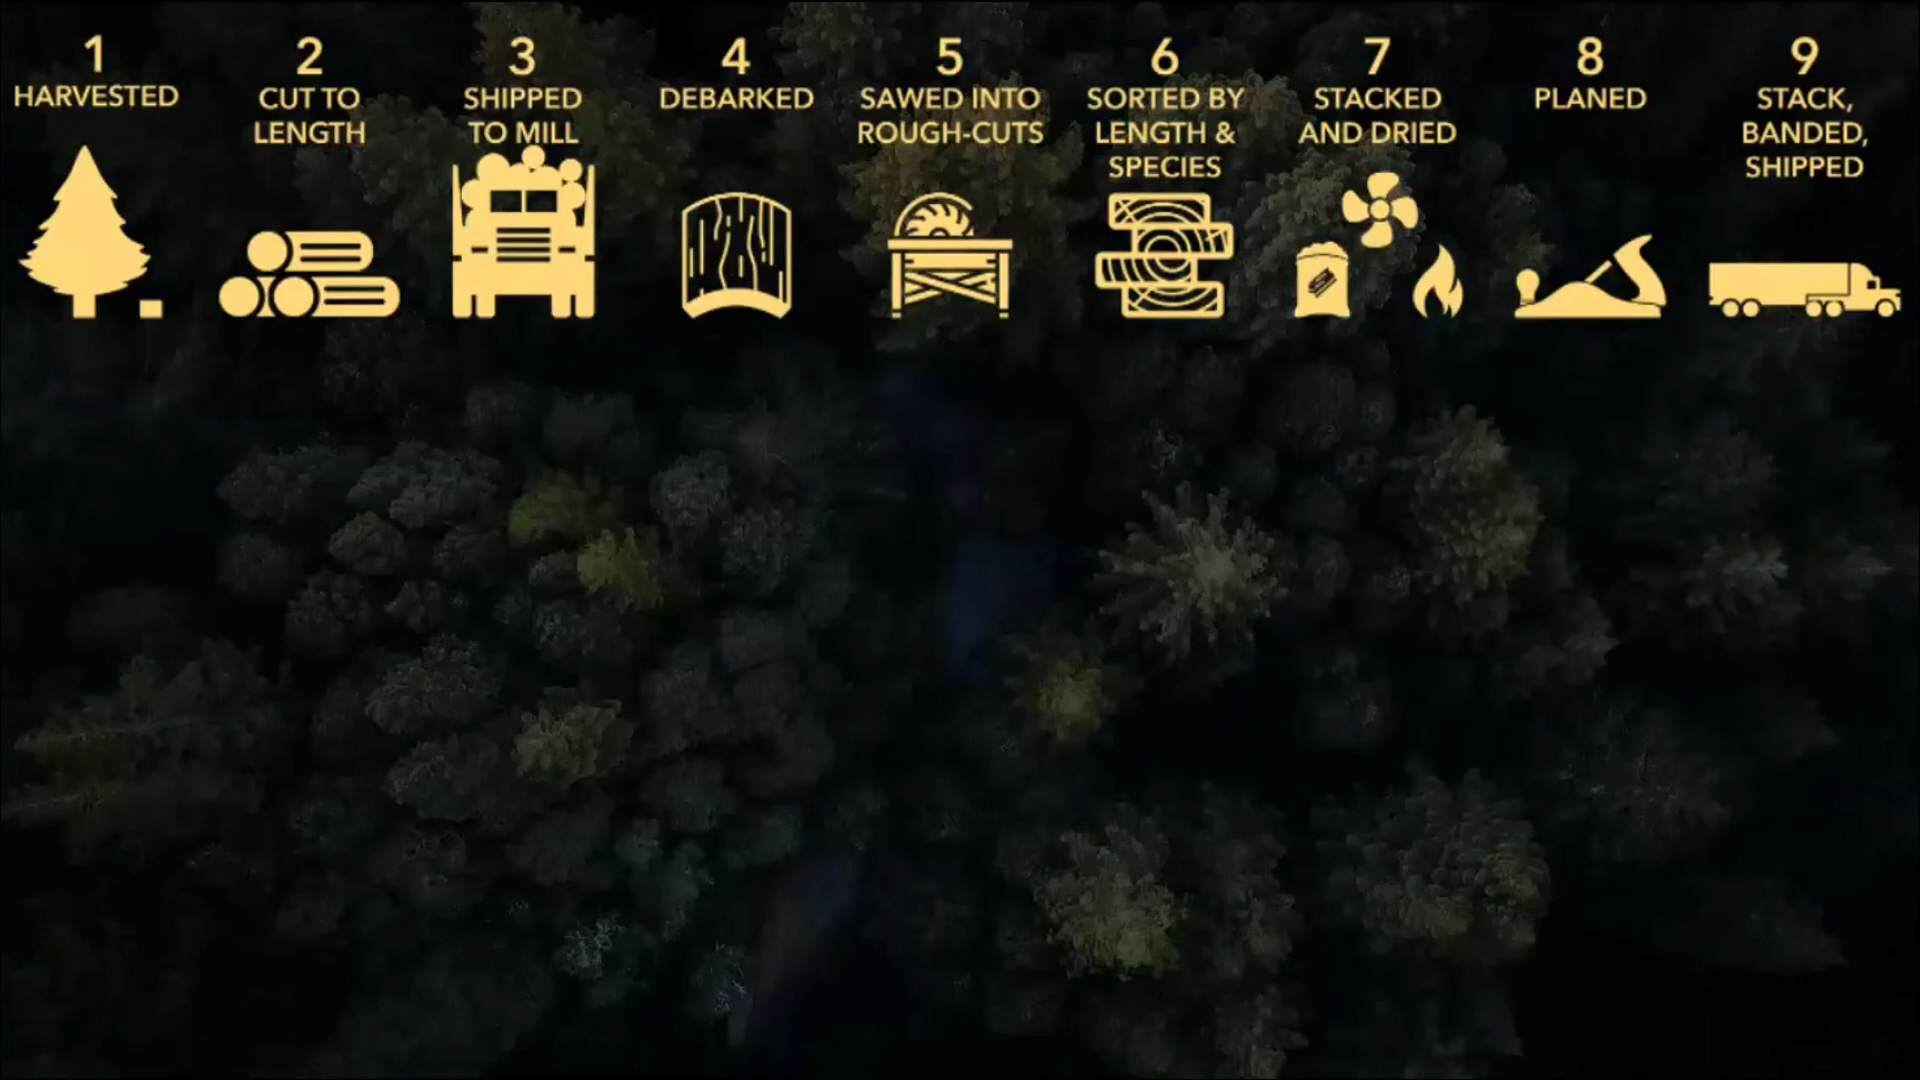 1
HARVESTED
2
CUT TO
LENGTH
3
SHIPPED
TO MILL
4
DEBARKED
5
SAWED INTO
ROUGH-CUTS
6
SORTED BY
LENGTH &
SPECIES
7
STACKED
AND DRIED
8
PLANED
9
STACK,
BANDED,
SHIPPED